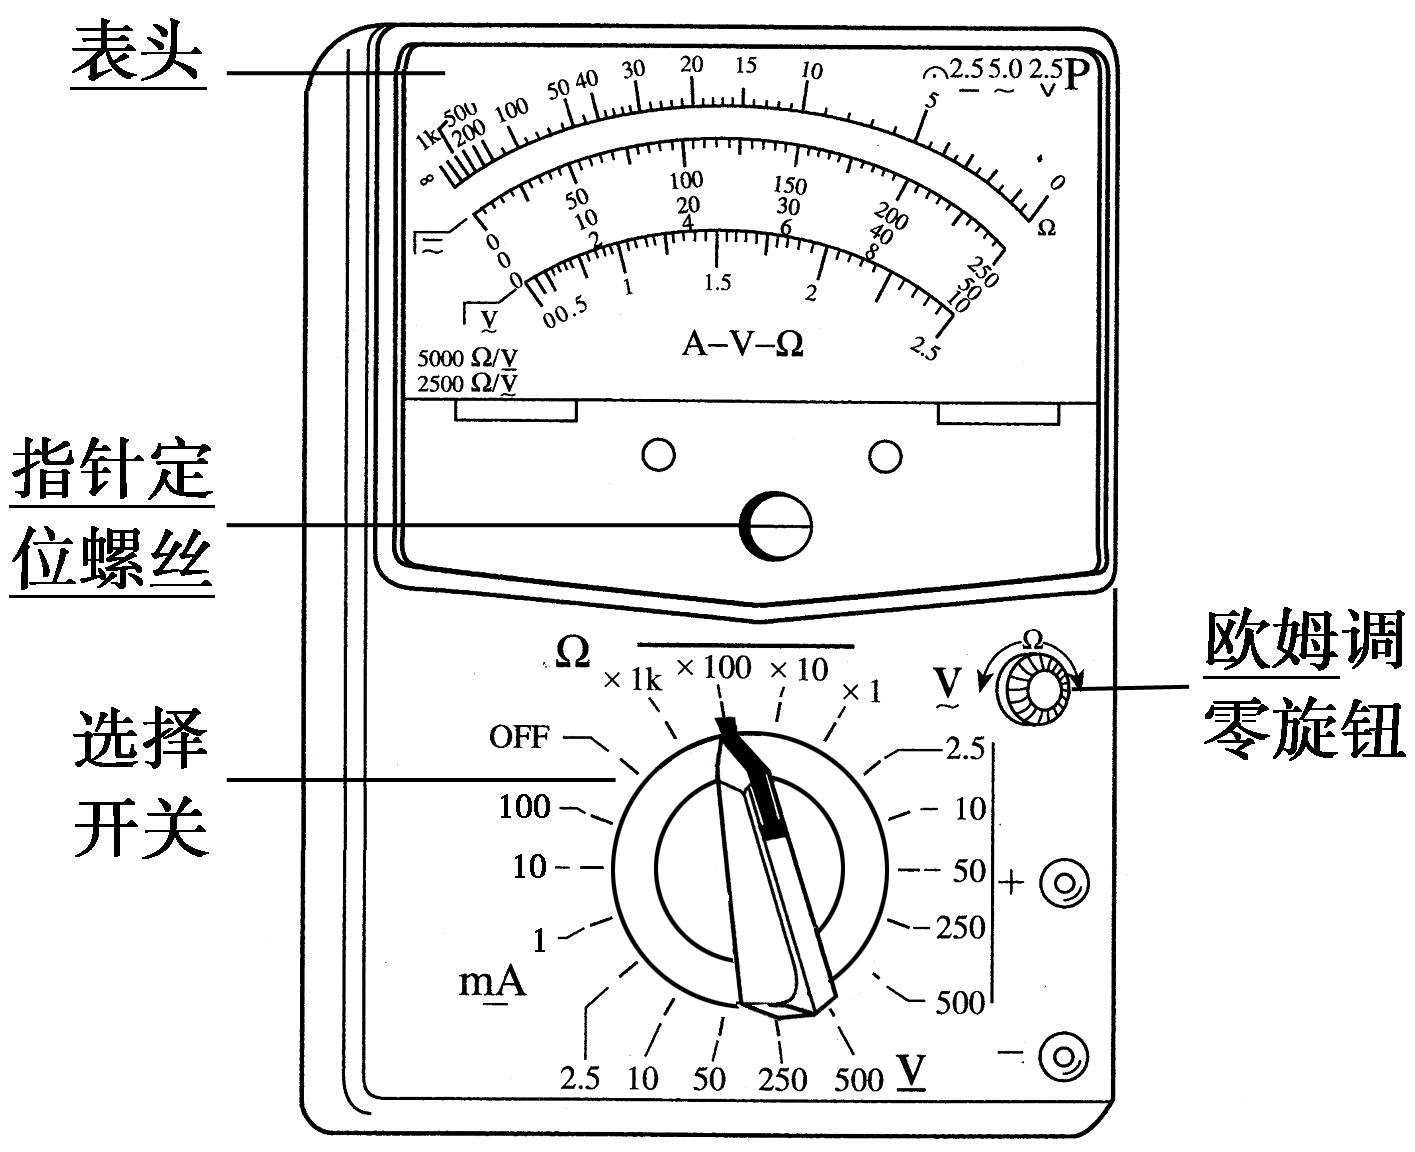 表头
2.5 5.0 2.5 P
∞ 1k 500 200 100 50 40 30 20 15 10 5 0 Ω
0 50 100 150 200 250
0 10 20 30 40 50
0 2 4 6 8 10
V
0 0.5 1 1.5 2 2.5
A–V–Ω
5000 Ω/V
2500 Ω/V
指针定
位螺丝
欧姆调
零旋钮
Ω
选择
开关
Ω
×1k ×100 ×10 ×1
V
OFF
100
10
1
mA
2.5
10
50
250
500
+
−
2.5 10 50 250 500 V